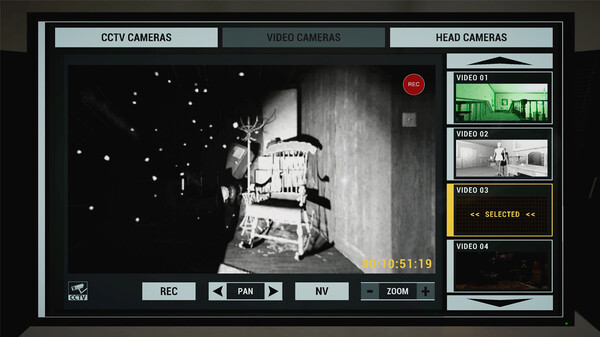 CCTV CAMERAS
VIDEO CAMERAS
HEAD CAMERAS
REC
VIDEO 01
VIDEO 02
VIDEO 03
<< SELECTED <<
VIDEO 04
00:10:51:19
CCTV
REC
PAN
NV
- ZOOM +